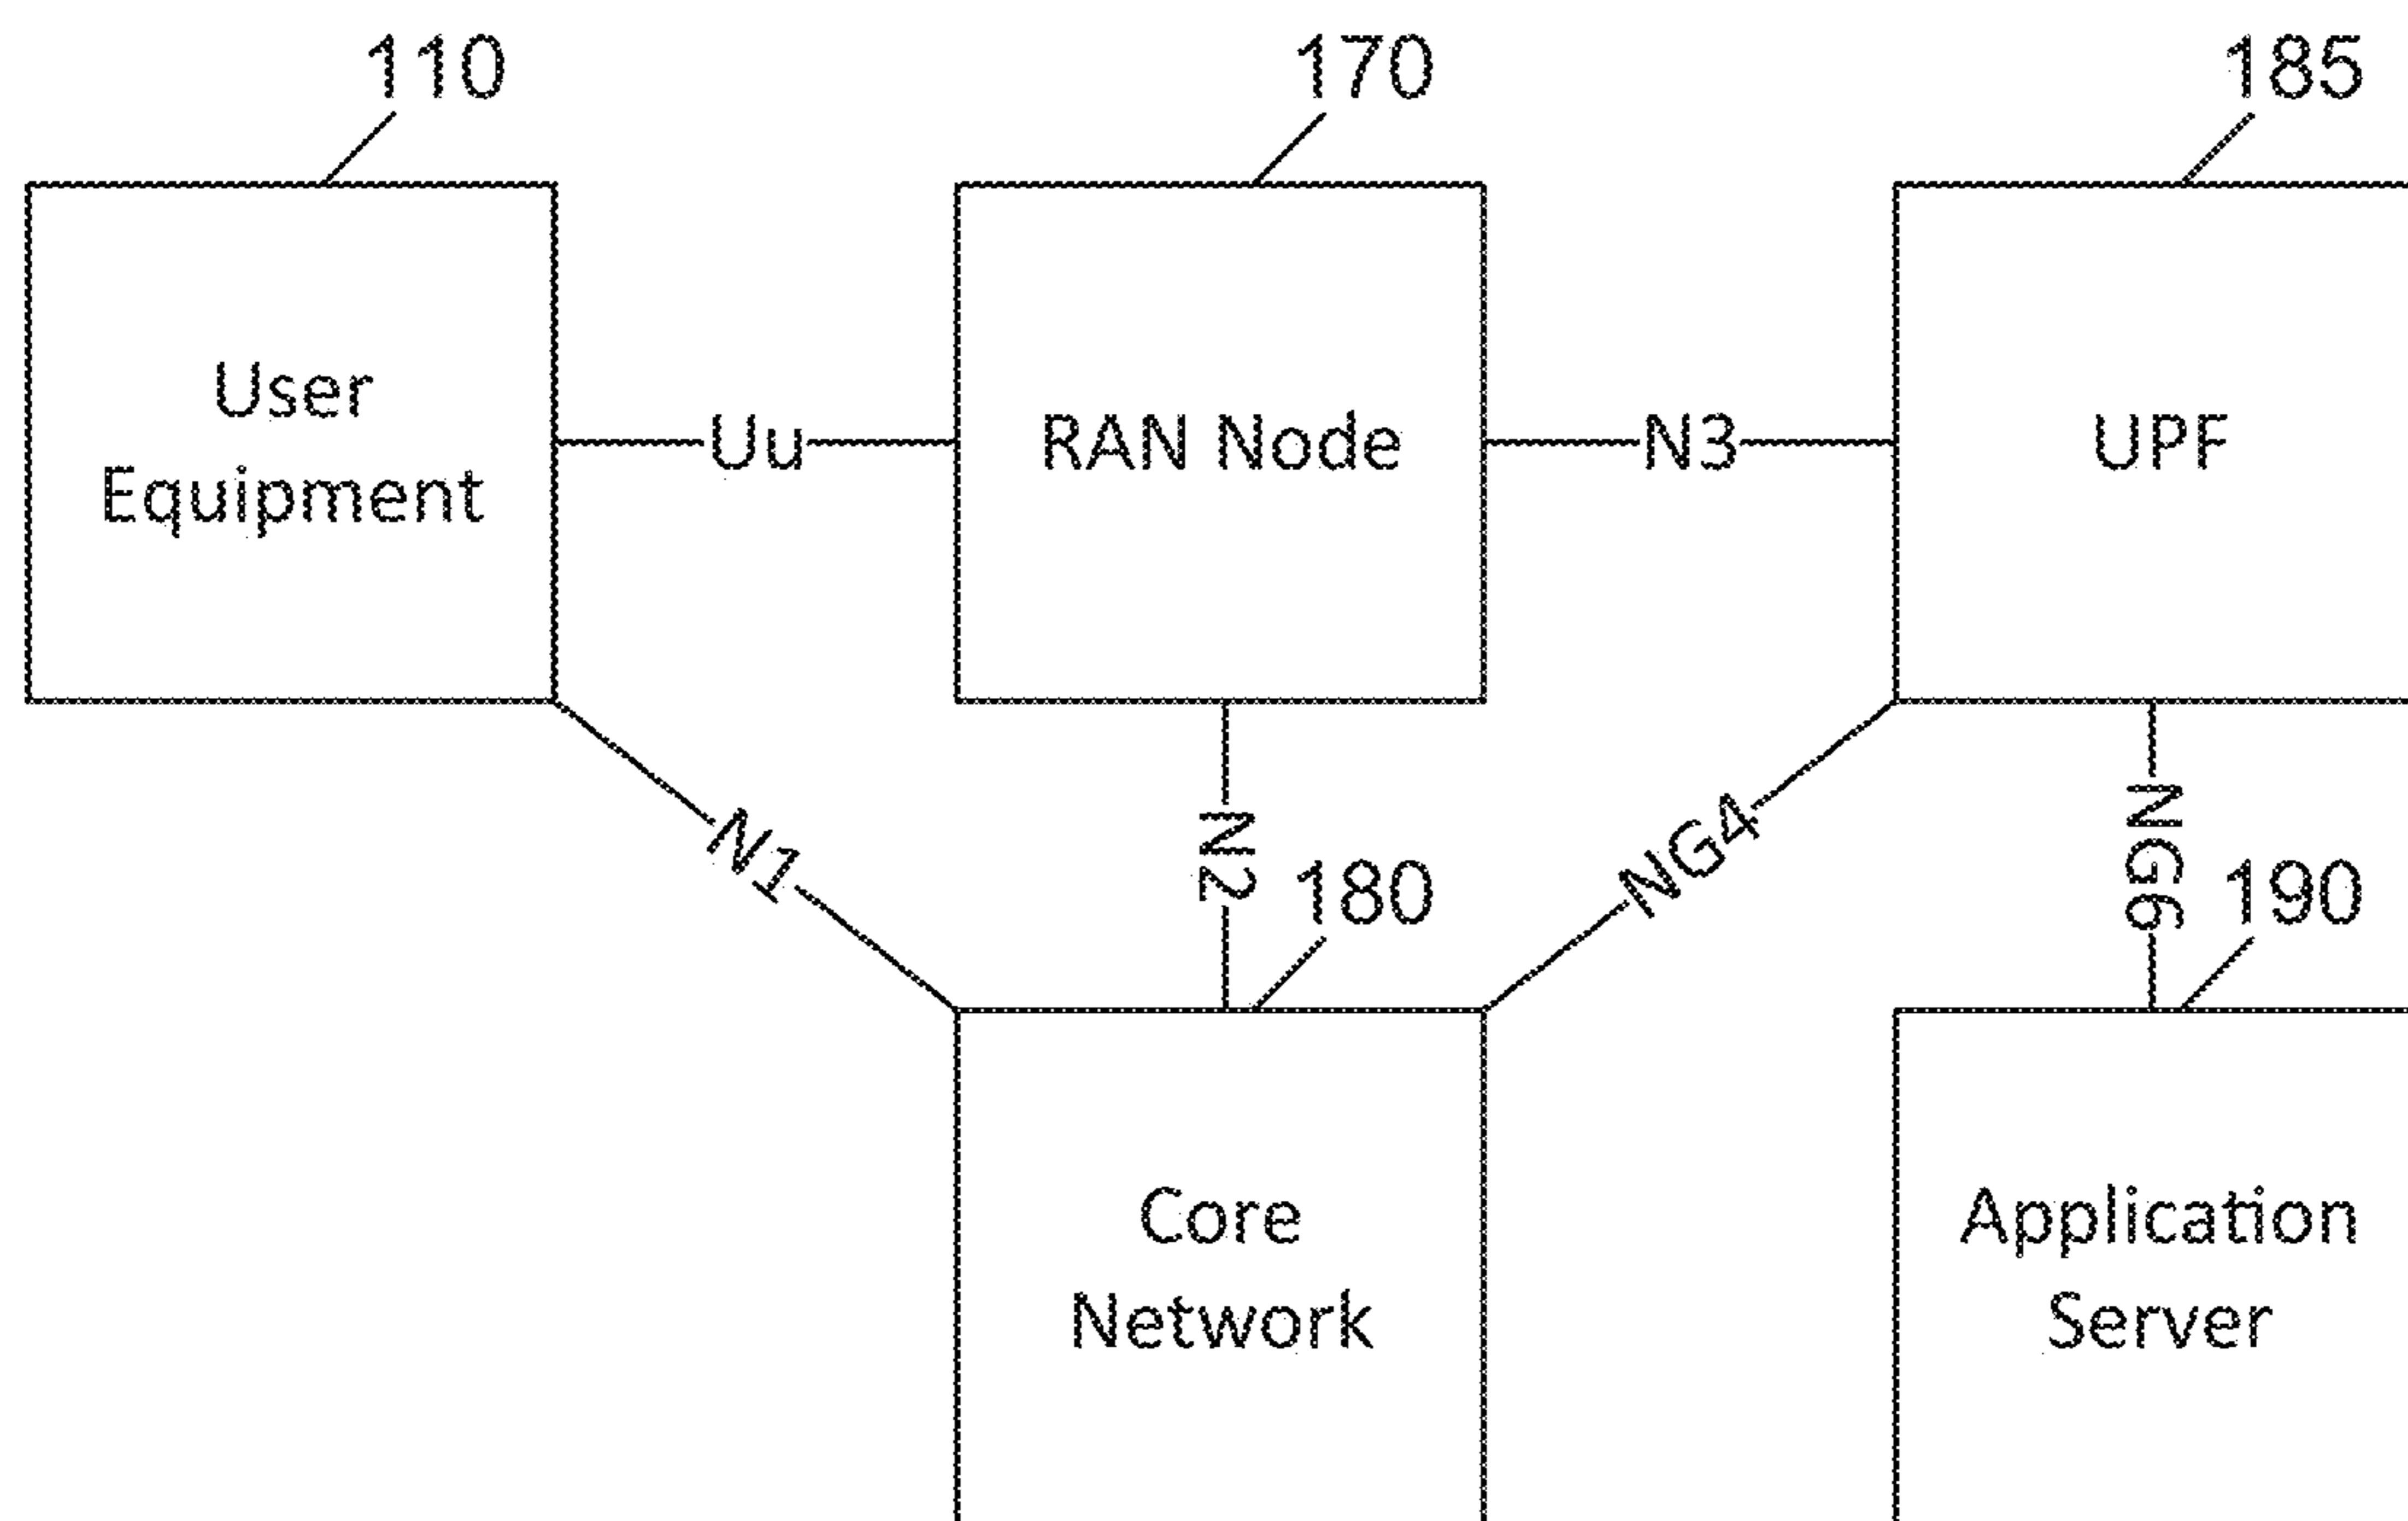 110
170
185
User
Equipment
Uu
RAN Node
N3
UPF
N1
N2
180
NG4
NG6
190
Core
Network
Application
Server